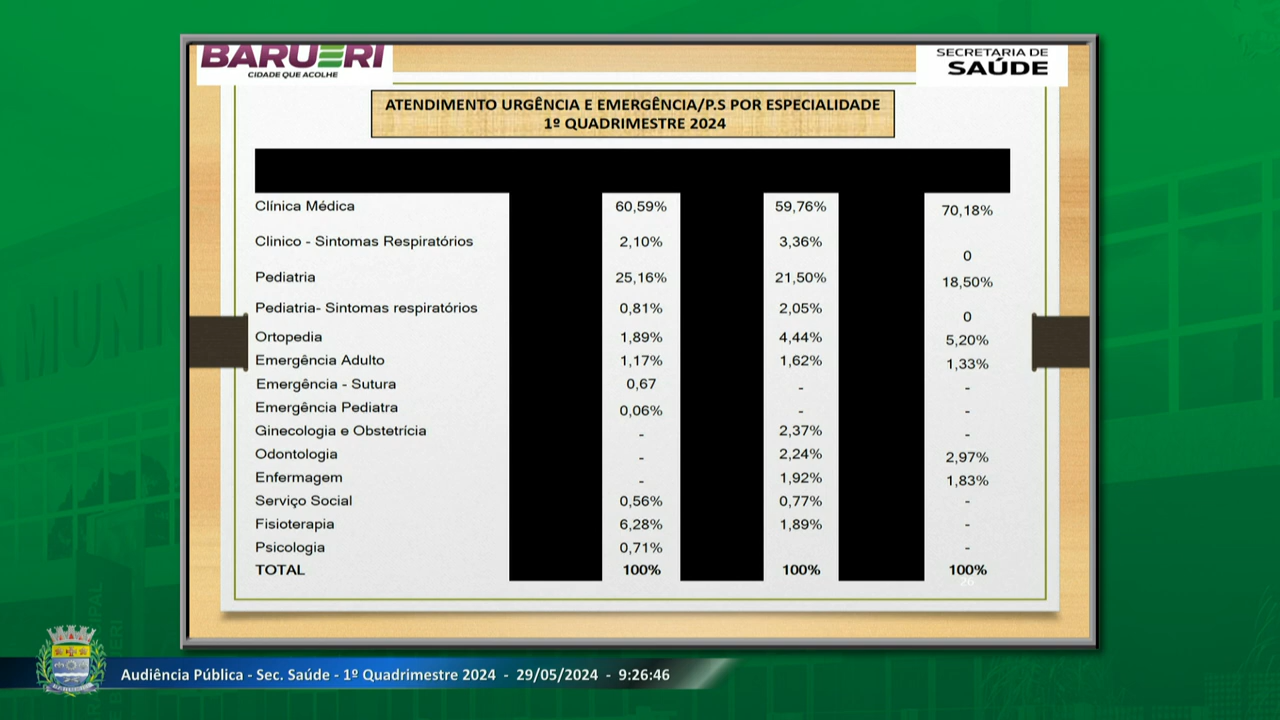 BARUERI
CIDADE QUE ACOLHE
SECRETARIA DE
SAÚDE
ATENDIMENTO URGÊNCIA E EMERGÊNCIA/P.S POR ESPECIALIDADE
1º QUADRIMESTRE 2024
Clínica Médica 60,59% 59,76% 70,18%
Clinico - Sintomas Respiratórios 2,10% 3,36% 0
Pediatria 25,16% 21,50% 18,50%
Pediatria- Sintomas respiratórios 0,81% 2,05% 0
Ortopedia 1,89% 4,44% 5,20%
Emergência Adulto 1,17% 1,62% 1,33%
Emergência - Sutura 0,67 - -
Emergência Pediatra 0,06% - -
Ginecologia e Obstetrícia - 2,37% -
Odontologia - 2,24% 2,97%
Enfermagem - 1,92% 1,83%
Serviço Social 0,56% 0,77% -
Fisioterapia 6,28% 1,89% -
Psicologia 0,71% -
TOTAL 100% 100% 100%
26
Audiência Pública - Sec. Saúde - 1º Quadrimestre 2024 - 29/05/2024 - 9:26:46